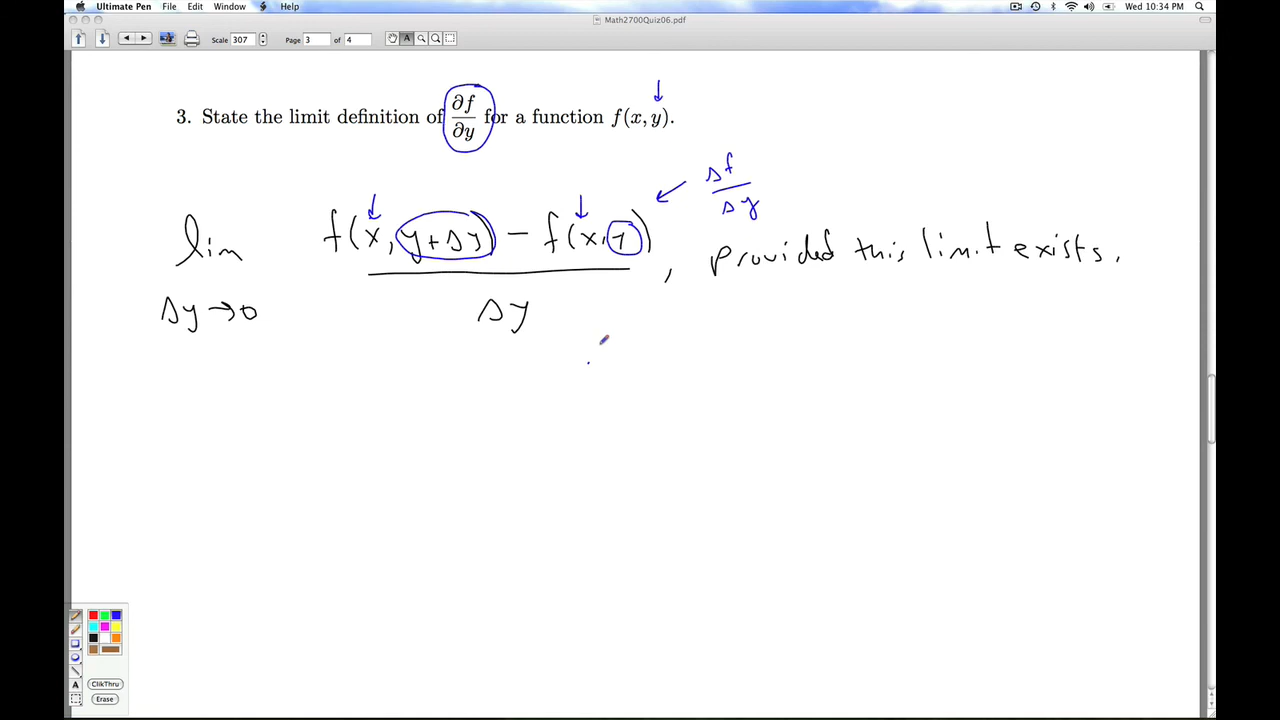 Ultimate Pen File Edit Window Help Wed 10:34 PM
Math2700Quiz06.pdf
Scale 307 Page 3 of 4 A
3. State the limit definition of ∂f/∂y for a function f(x, y).
Δf/Δy
lim Δy→0 (f(x, y+Δy) − f(x, y))/Δy , provided this limit exists.
A
ClikThru
Erase